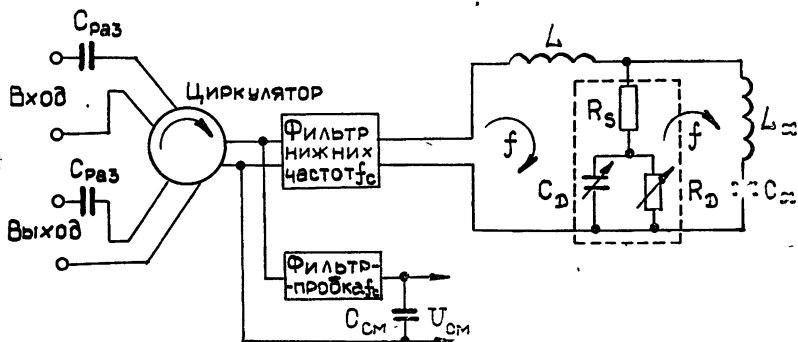 Cраз
Вход
Cраз
Выход
Циркулятор
Фильтр
нижних
частот fc
Фильтр-
-пробка fc
Cсм
Uсм
L
f
RS
CD
RD
f
L≈
C≈